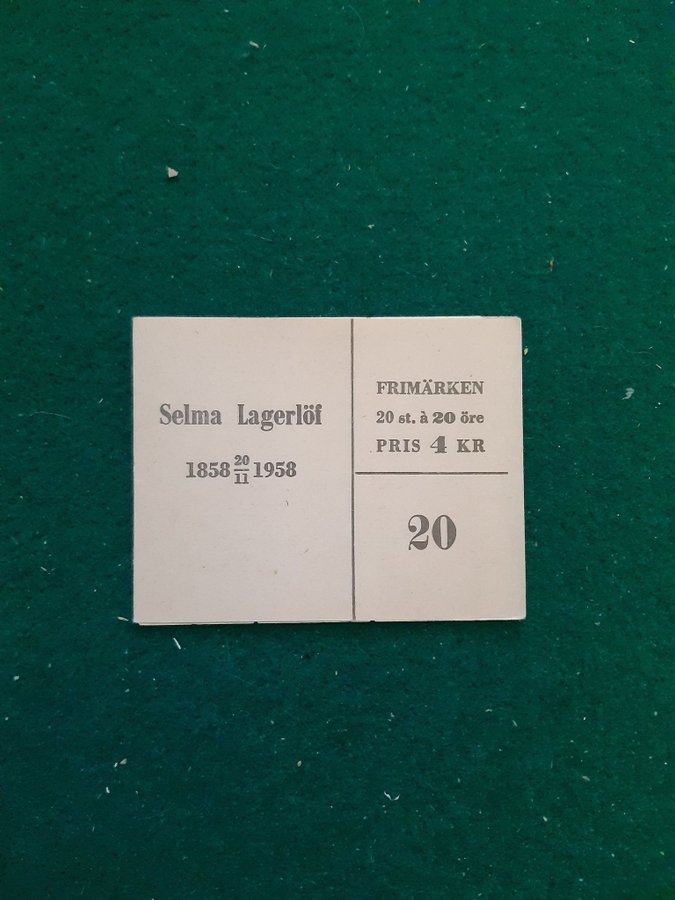 Selma Lagerlöf
1858 20/11 1958
FRIMÄRKEN
20 st. à 20 öre
PRIS 4 KR
20